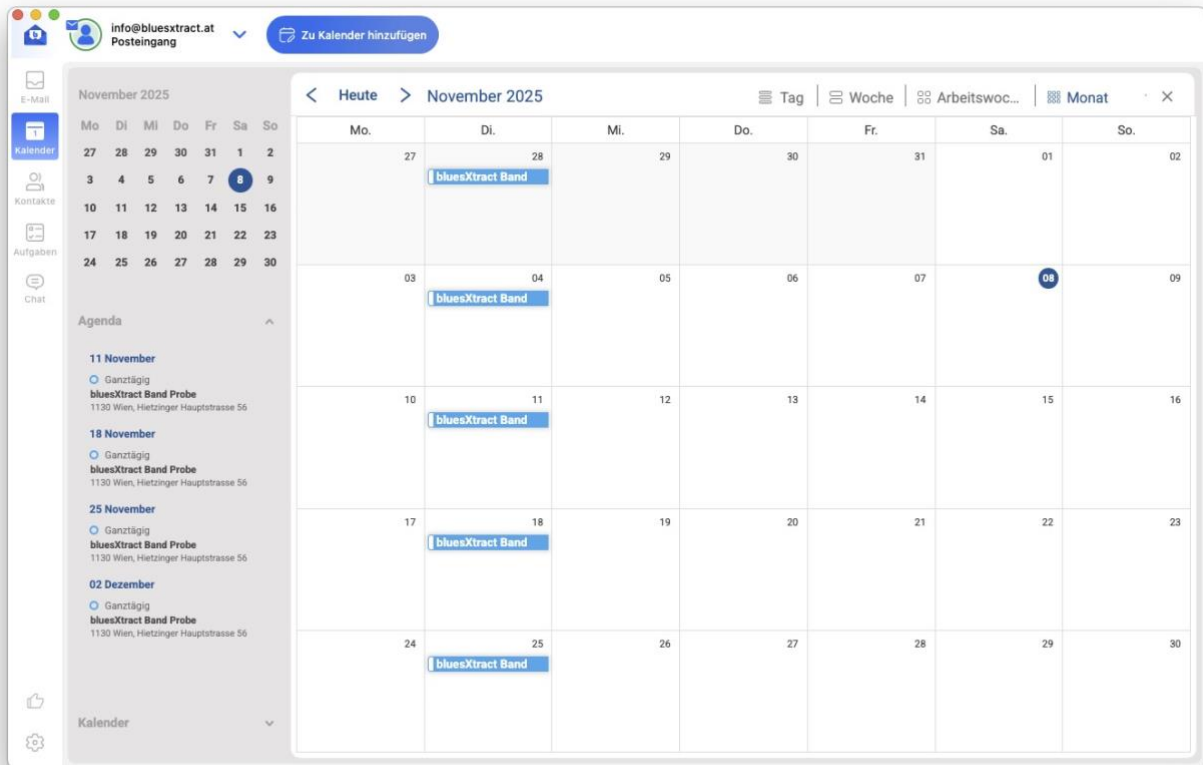 info@bluesxtract.at
Posteingang
Zu Kalender hinzufügen
E-Mail
1
Kalender
Kontakte
Aufgaben
Chat
November 2025
Mo Di Mi Do Fr Sa So
27 28 29 30 31 1 2
3 4 5 6 7 8 9
10 11 12 13 14 15 16
17 18 19 20 21 22 23
24 25 26 27 28 29 30
Agenda
11 November
Ganztägig
bluesXtract Band Probe
1130 Wien, Hietzinger Hauptstrasse 56
18 November
Ganztägig
bluesXtract Band Probe
1130 Wien, Hietzinger Hauptstrasse 56
25 November
Ganztägig
bluesXtract Band Probe
1130 Wien, Hietzinger Hauptstrasse 56
02 Dezember
Ganztägig
bluesXtract Band Probe
1130 Wien, Hietzinger Hauptstrasse 56
Kalender
Heute November 2025 Tag Woche Arbeitswoc... Monat
Mo. Di. Mi. Do. Fr. Sa. So.
27 28 29 30 31 01 02
bluesXtract Band
03 04 05 06 07 08 09
bluesXtract Band
10 11 12 13 14 15 16
bluesXtract Band
17 18 19 20 21 22 23
bluesXtract Band
24 25 26 27 28 29 30
bluesXtract Band